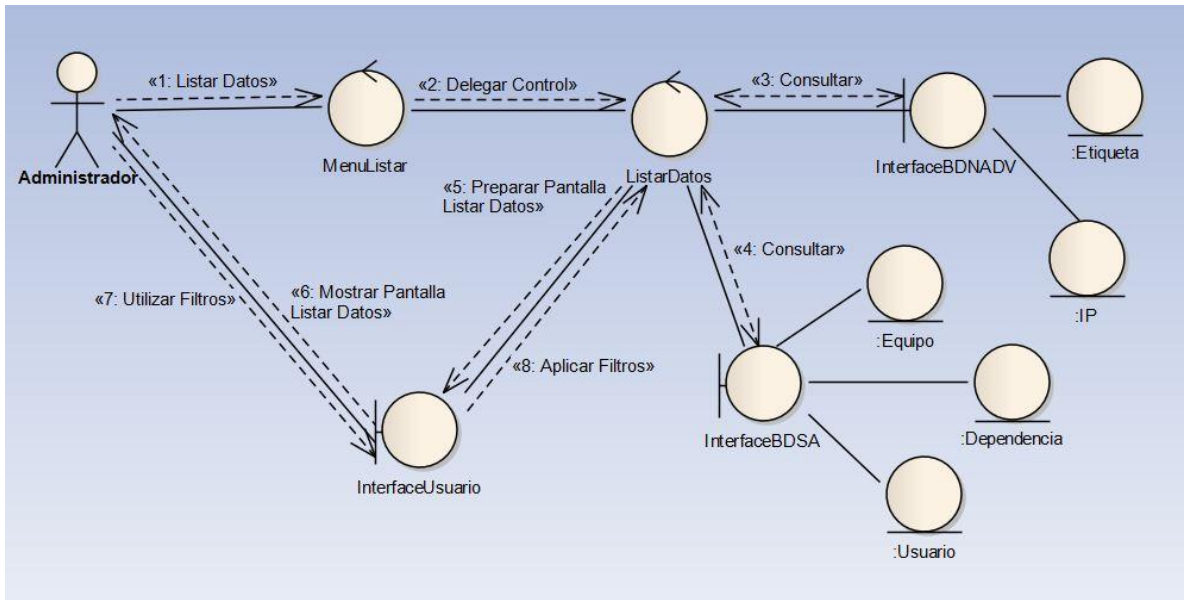 «1: Listar Datos»
«2: Delegar Control»
«3: Consultar»
:Etiqueta
MenuListar
InterfaceBDNADV
Administrador
ListarDatos
«5: Preparar Pantalla
Listar Datos»
«4: Consultar»
«7: Utilizar Filtros»
«6: Mostrar Pantalla
Listar Datos»
:IP
:Equipo
«8: Aplicar Filtros»
InterfaceBDSA
:Dependencia
InterfaceUsuario
:Usuario